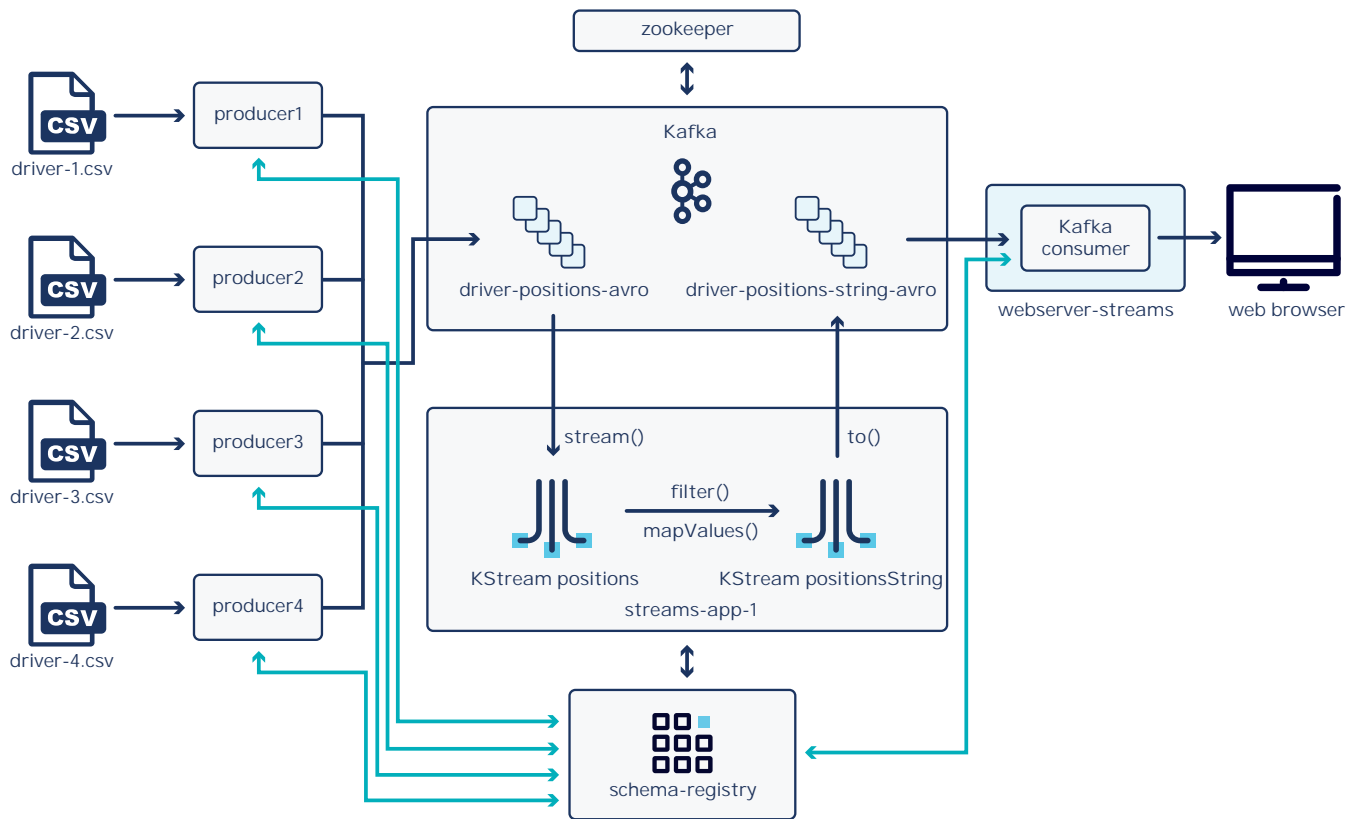 zookeeper
CSV
driver-1.csv
producer1
CSV
driver-2.csv
producer2
CSV
driver-3.csv
producer3
CSV
driver-4.csv
producer4
Kafka
driver-positions-avro
driver-positions-string-avro
stream()
to()
filter()
mapValues()
KStream positions
KStream positionsString
streams-app-1
schema-registry
Kafka
consumer
webserver-streams
web browser